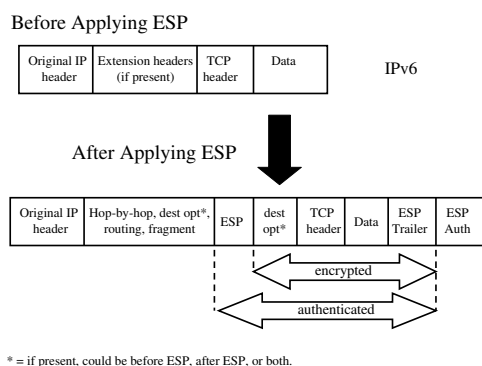 Before Applying ESP
Original IP header
Extension headers (if present)
TCP header
Data
IPv6
After Applying ESP
Original IP header
Hop-by-hop, dest opt*, routing, fragment
ESP
dest opt*
TCP header
Data
ESP Trailer
ESP Auth
encrypted
authenticated
* = if present, could be before ESP, after ESP, or both.